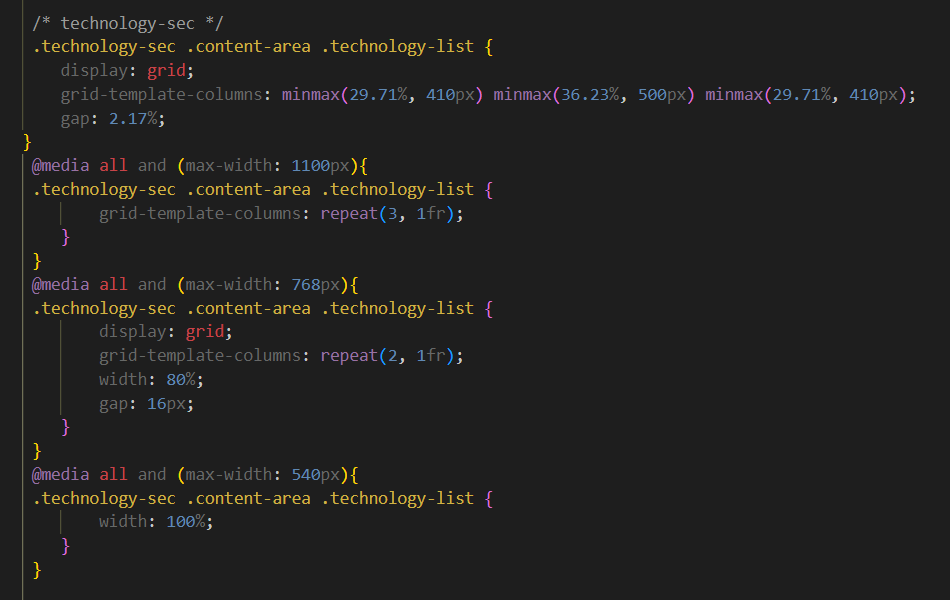 /* technology-sec */
.technology-sec .content-area .technology-list {
display: grid;
grid-template-columns: minmax(29.71%, 410px) minmax(36.23%, 500px) minmax(29.71%, 410px);
gap: 2.17%;
}
@media all and (max-width: 1100px){
.technology-sec .content-area .technology-list {
grid-template-columns: repeat(3, 1fr);
}
}
@media all and (max-width: 768px){
.technology-sec .content-area .technology-list {
display: grid;
grid-template-columns: repeat(2, 1fr);
width: 80%;
gap: 16px;
}
}
@media all and (max-width: 540px){
.technology-sec .content-area .technology-list {
width: 100%;
}
}